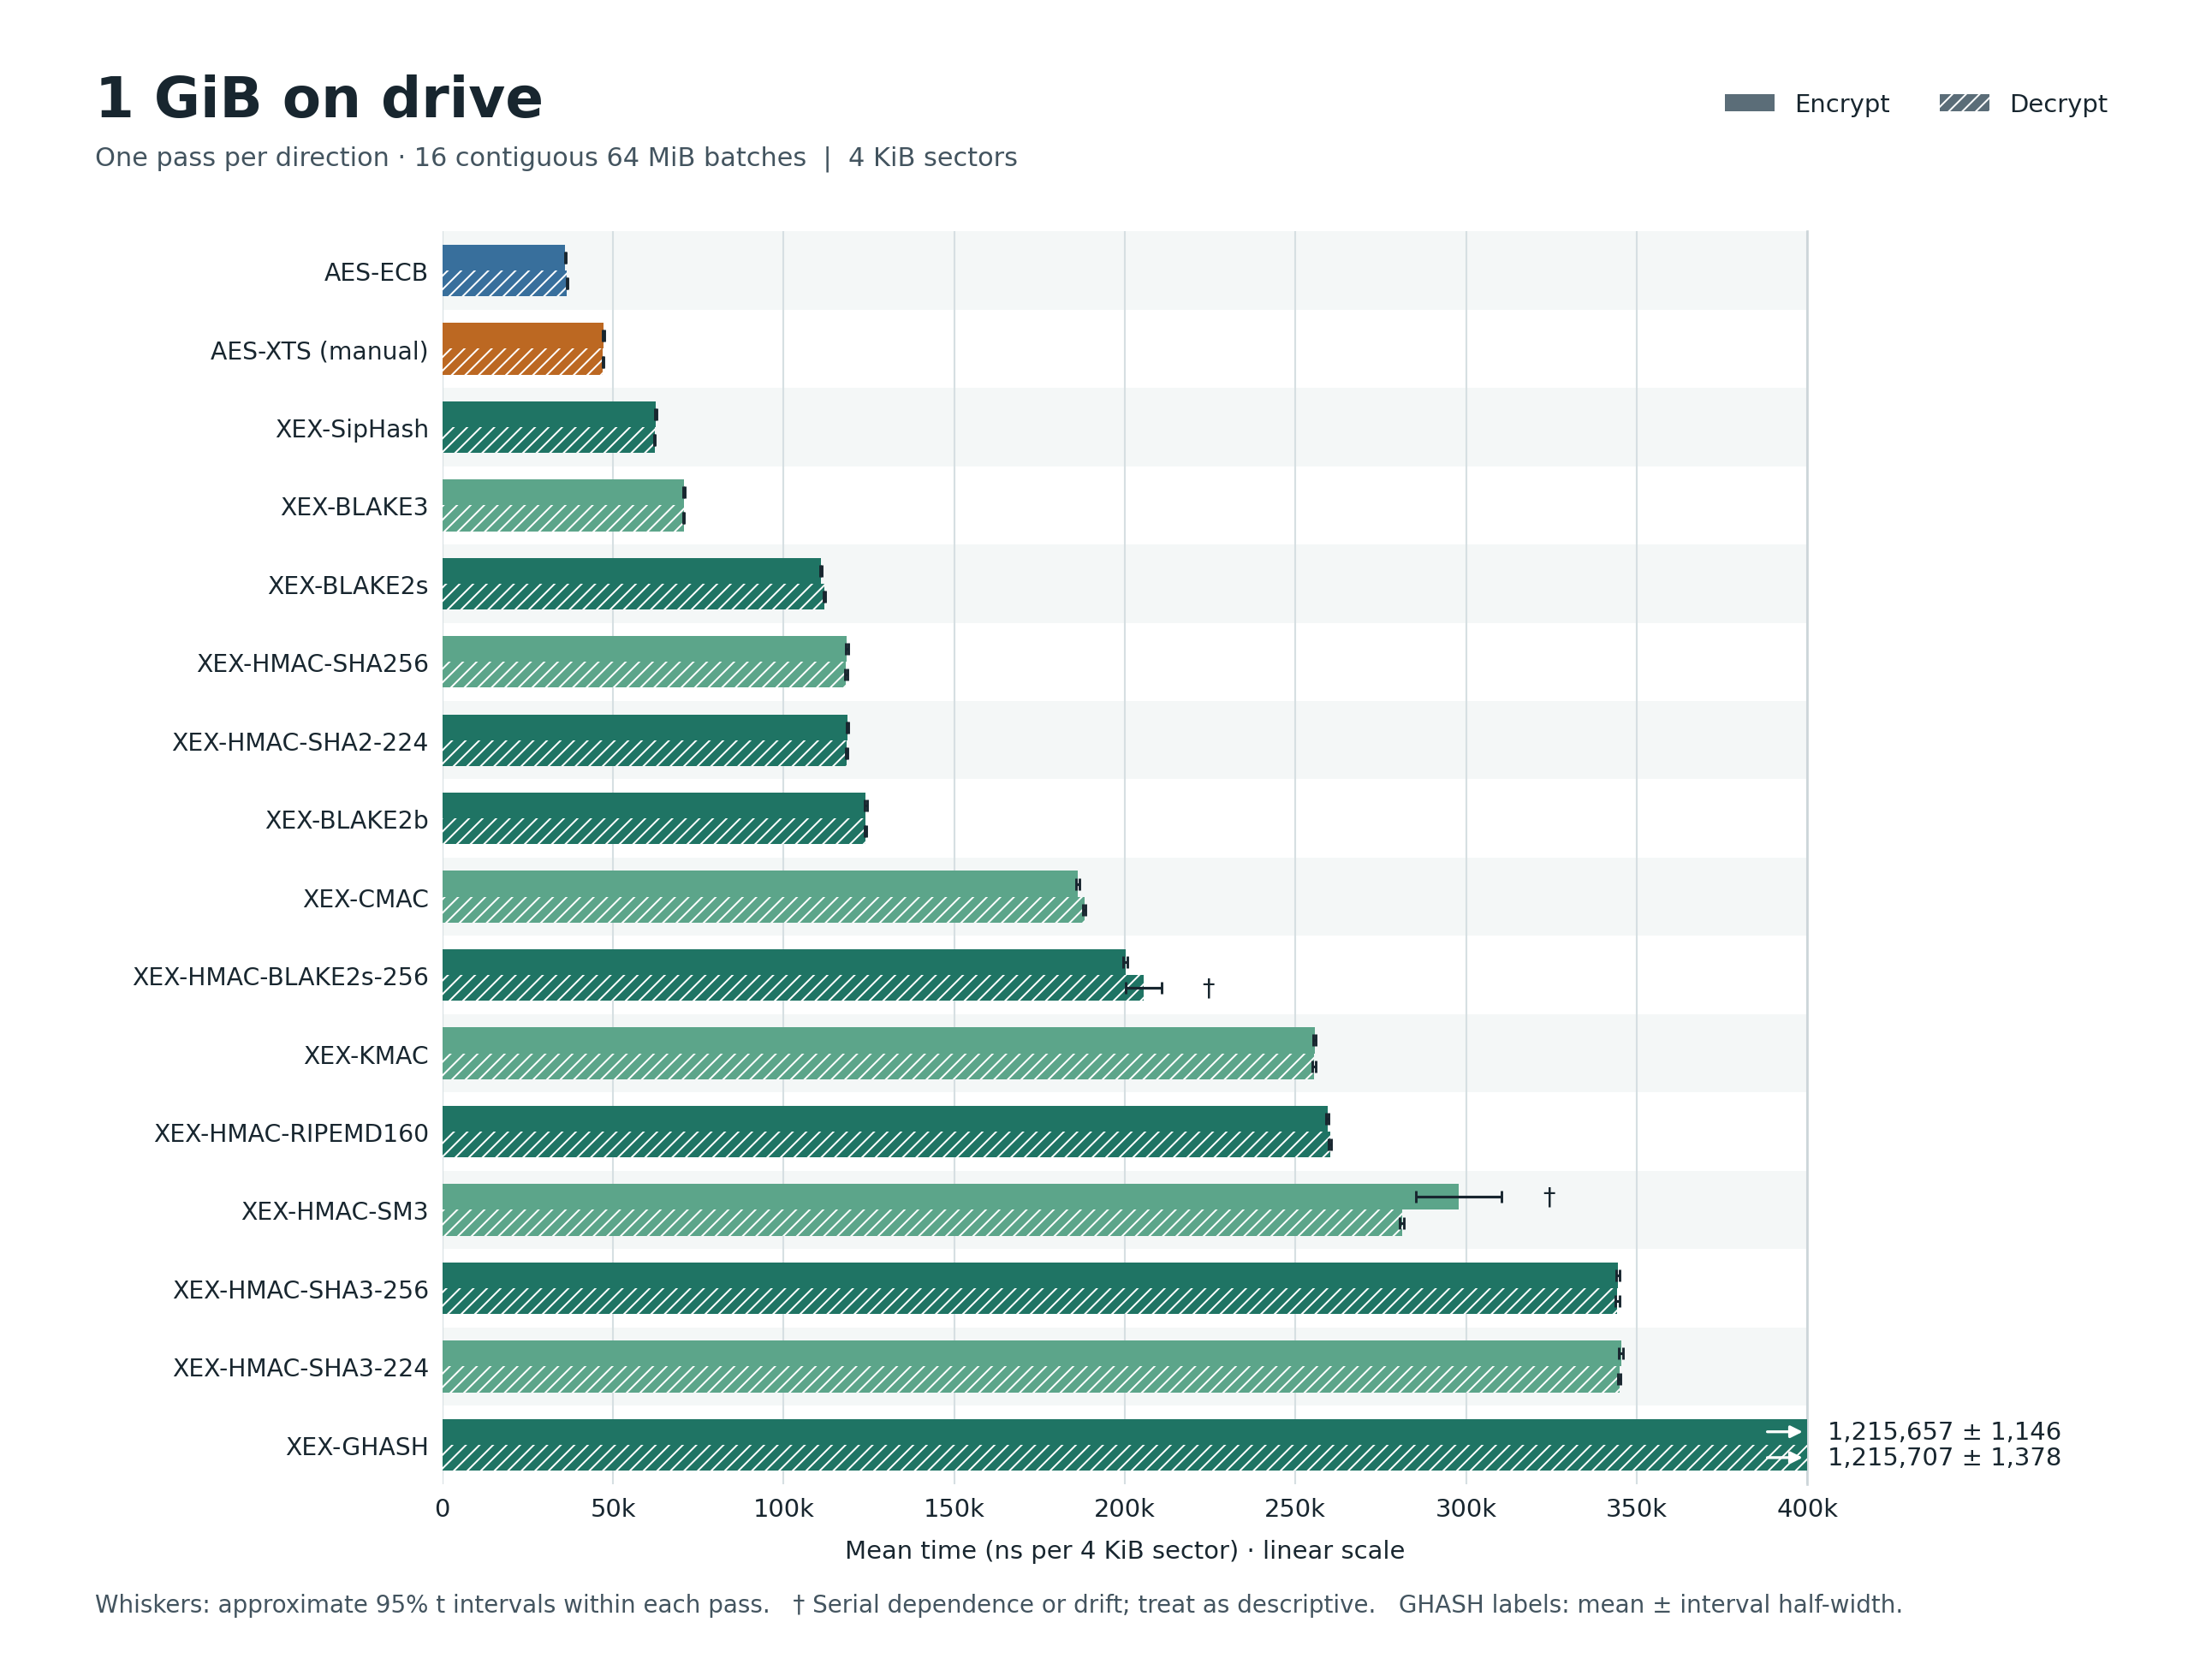 1 GiB on drive
Encrypt
Decrypt
One pass per direction · 16 contiguous 64 MiB batches | 4 KiB sectors
AES-ECB
AES-XTS (manual)
XEX-SipHash
XEX-BLAKE3
XEX-BLAKE2s
XEX-HMAC-SHA256
XEX-HMAC-SHA2-224
XEX-BLAKE2b
XEX-CMAC
XEX-HMAC-BLAKE2s-256
†
XEX-KMAC
XEX-HMAC-RIPEMD160
XEX-HMAC-SM3
†
XEX-HMAC-SHA3-256
XEX-HMAC-SHA3-224
XEX-GHASH
1,215,657 ± 1,146
1,215,707 ± 1,378
0 50k 100k 150k 200k 250k 300k 350k 400k
Mean time (ns per 4 KiB sector) · linear scale
Whiskers: approximate 95% t intervals within each pass. † Serial dependence or drift; treat as descriptive. GHASH labels: mean ± interval half-width.